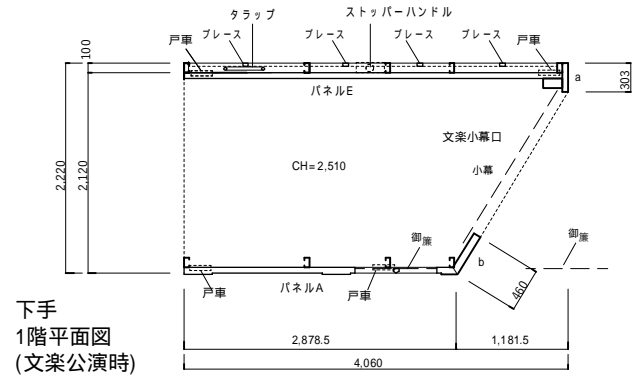 タラップ
ストッパーハンドル
戸車
ブレース
ブレース
ブレース
ブレース
戸車
100
パネルE
a
303
文楽小幕口
小幕
CH=2,510
2,220
2,120
御簾
御簾
b
戸車
パネルA
戸車
460
下手
1階平面図
(文楽公演時)
2,878.5
1,181.5
4,060